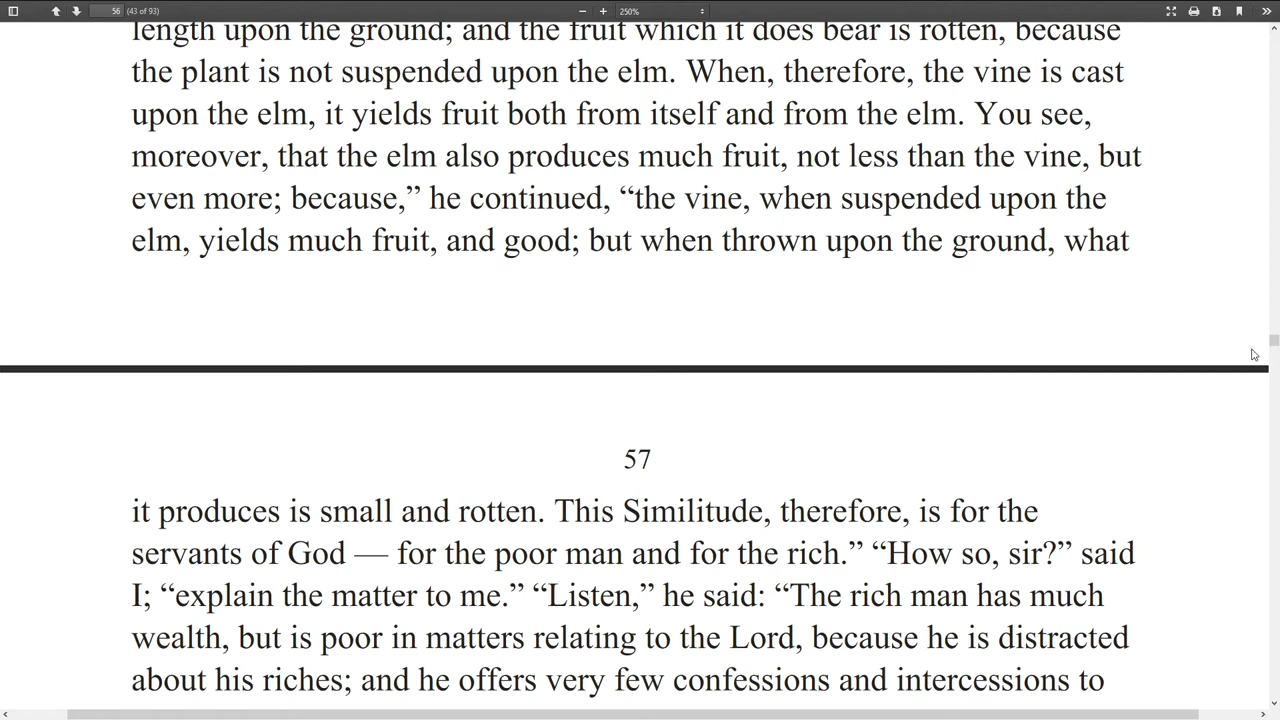 56 (43 of 93) 250%
length upon the ground; and the fruit which it does bear is rotten, because
the plant is not suspended upon the elm. When, therefore, the vine is cast
upon the elm, it yields fruit both from itself and from the elm. You see,
moreover, that the elm also produces much fruit, not less than the vine, but
even more; because,” he continued, “the vine, when suspended upon the
elm, yields much fruit, and good; but when thrown upon the ground, what
57
it produces is small and rotten. This Similitude, therefore, is for the
servants of God — for the poor man and for the rich.” “How so, sir?” said
I; “explain the matter to me.” “Listen,” he said: “The rich man has much
wealth, but is poor in matters relating to the Lord, because he is distracted
about his riches; and he offers very few confessions and intercessions to